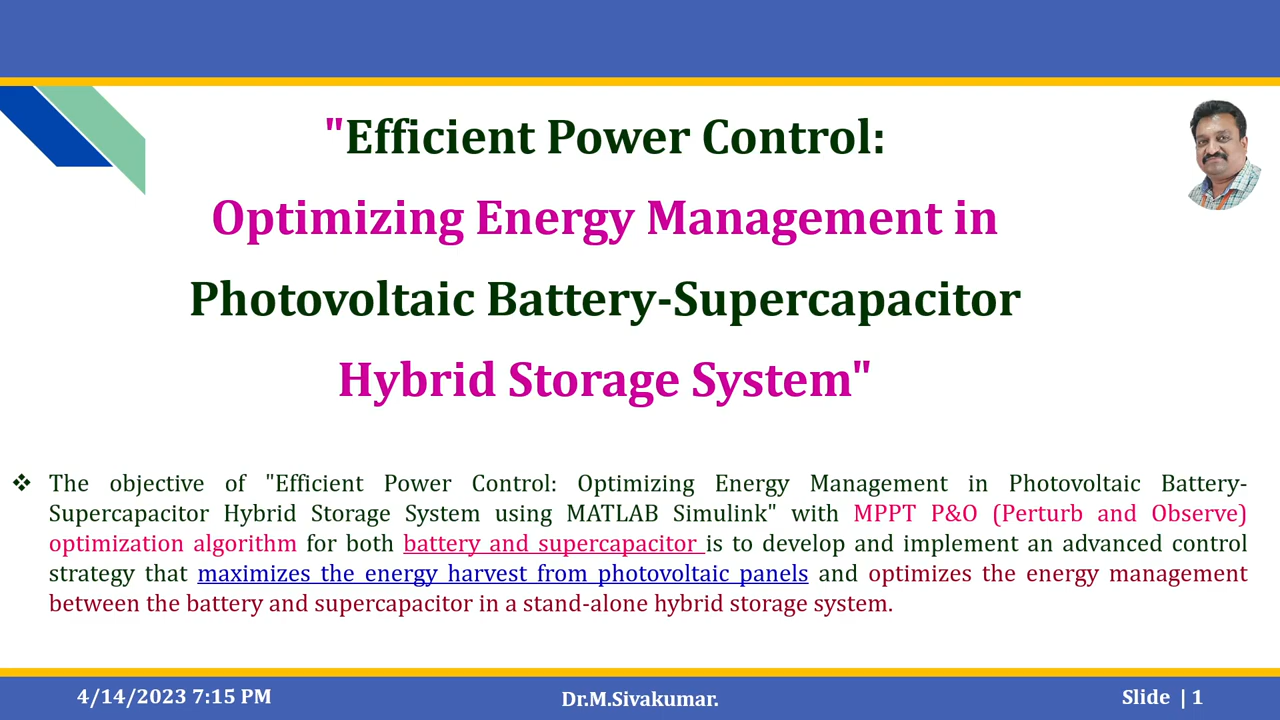 "Efficient Power Control:
Optimizing Energy Management in
Photovoltaic Battery-Supercapacitor
Hybrid Storage System"
❖ The objective of "Efficient Power Control: Optimizing Energy Management in Photovoltaic Battery-
Supercapacitor Hybrid Storage System using MATLAB Simulink" with MPPT P&O (Perturb and Observe)
optimization algorithm for both battery and supercapacitor is to develop and implement an advanced control
strategy that maximizes the energy harvest from photovoltaic panels and optimizes the energy management
between the battery and supercapacitor in a stand-alone hybrid storage system.
4/14/2023 7:15 PM
Dr.M.Sivakumar.
Slide | 1